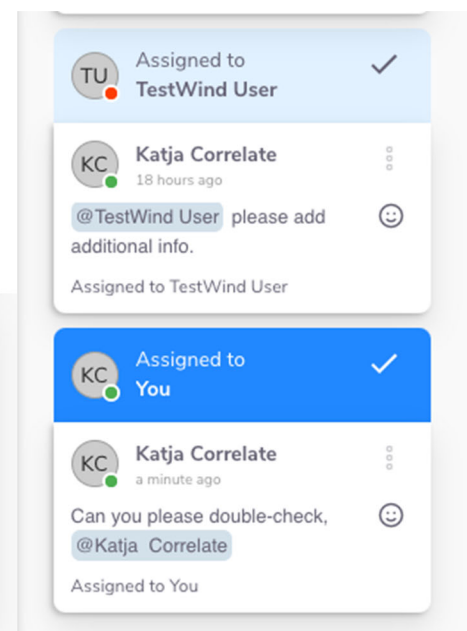 TU
Assigned to
TestWind User
KC
Katja Correlate
18 hours ago
@TestWind User please add
additional info.
Assigned to TestWind User
KC
Assigned to
You
KC
Katja Correlate
a minute ago
Can you please double-check,
@Katja Correlate
Assigned to You